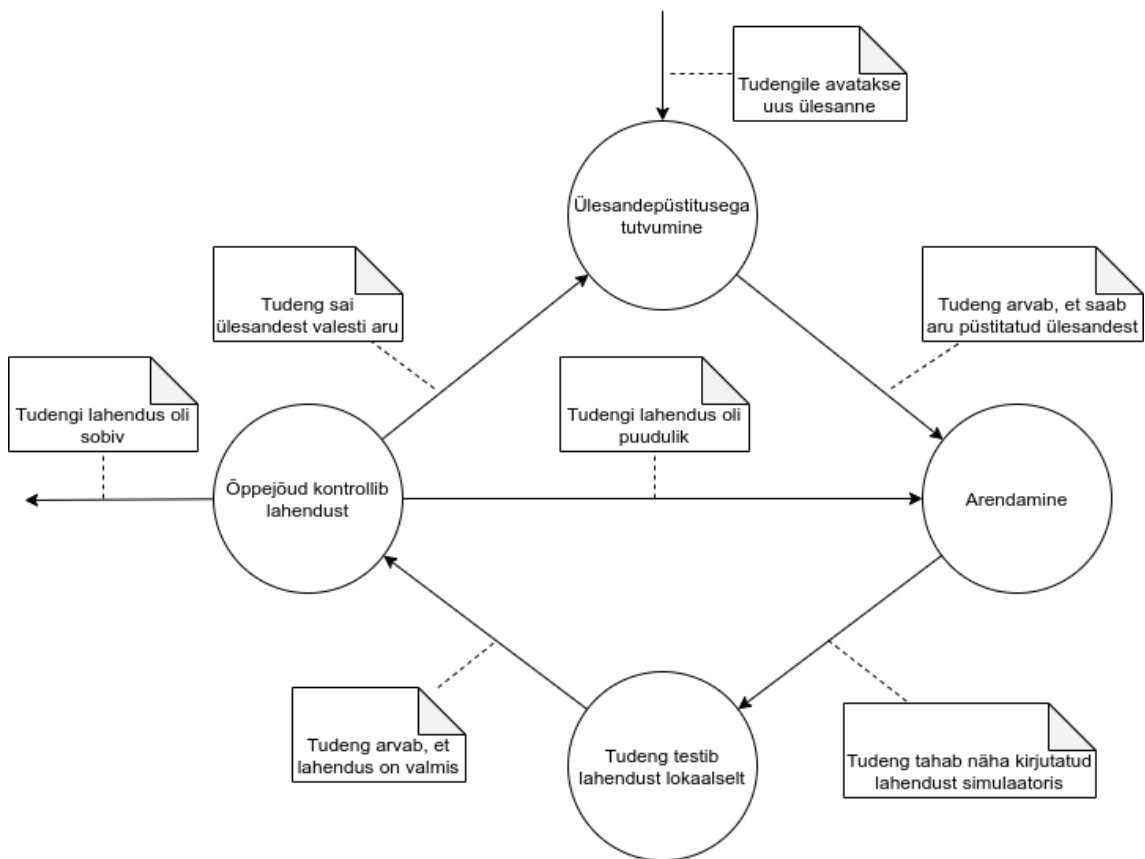 Tudengile avatakse
uus ülesanne
Ülesandepüstitusega
tutvumine
Tudeng sai
ülesandest valesti aru
Tudeng arvab, et saab
aru püstitatud ülesandest
Tudengi lahendus oli
sobiv
Tudengi lahendus oli
puudulik
Õppejõud kontrollib
lahendust
Arendamine
Tudeng arvab, et
lahendus on valmis
Tudeng testib
lahendust lokaalselt
Tudeng tahab näha kirjutatud
lahendust simulaatoris